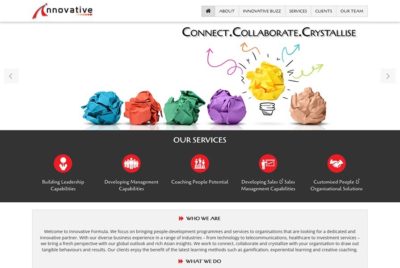 Innovative
ABOUT
INNOVATIVE BUZZ
SERVICES
CLIENTS
OUR TEAM
CONNECT.COLLABORATE.CRYSTALLISE
OUR SERVICES
Building Leadership
Capabilities
Developing Management
Capabilities
Coaching People Potential
Developing Sales & Sales
Management Capabilities
Customised People &
Organisational Solutions
WHO WE ARE
Welcome to Innovative Formula. We focus on bringing people development programmes and services to organisations that are looking for a dedicated and
innovative partner. With our diverse business experience in a range of industries – from technology to telecommunications, healthcare to investment services –
we bring a fresh perspective with our global outlook and rich Asian insights. We work to connect, collaborate and crystallise with your organisation to draw out
tangible behaviours and results. Our clients enjoy the benefit of the latest learning methods such as gamification, experiential learning and creative coaching.
WHAT WE DO